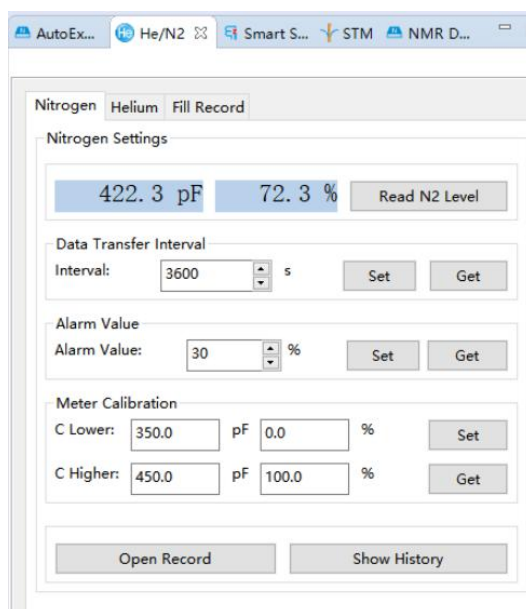 AutoEx... He/N2 Smart S... STM NMR D...
Nitrogen Helium Fill Record
Nitrogen Settings
422.3 pF 72.3 % Read N2 Level
Data Transfer Interval
Interval: 3600 s Set Get
Alarm Value
Alarm Value: 30 % Set Get
Meter Calibration
C Lower: 350.0 pF 0.0 % Set
C Higher: 450.0 pF 100.0 % Get
Open Record Show History